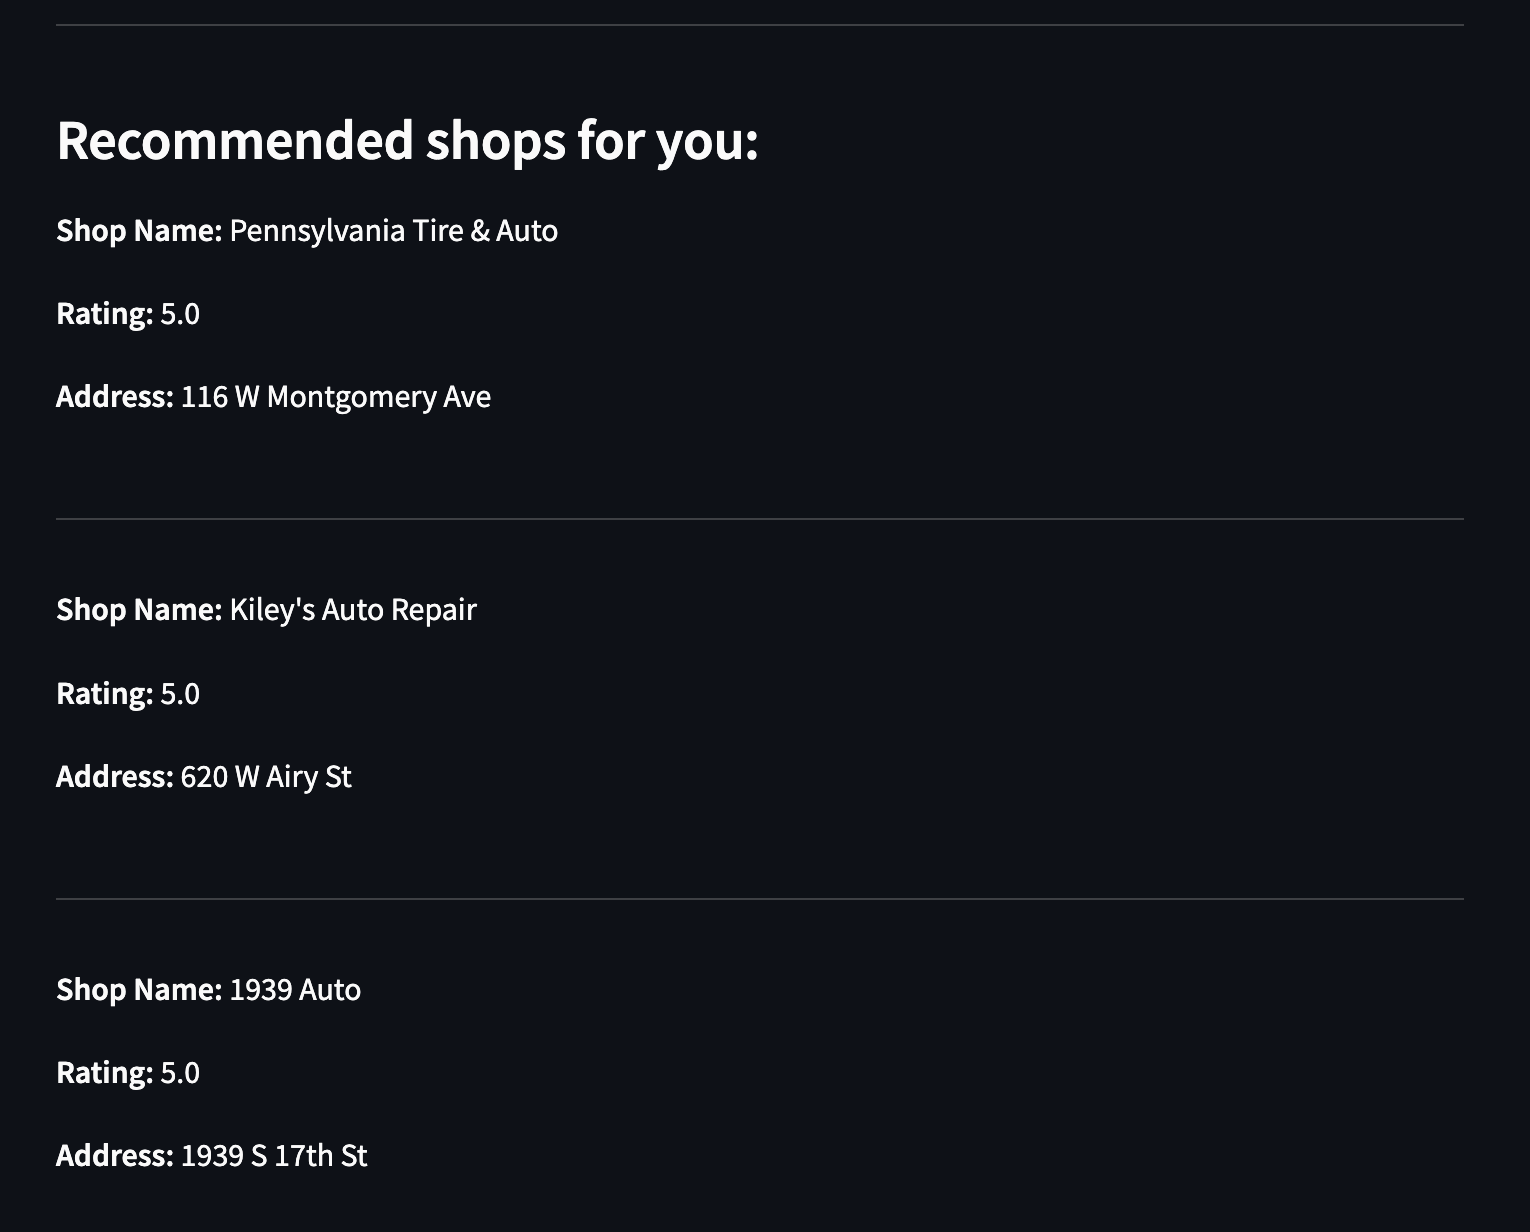 Recommended shops for you:
Shop Name: Pennsylvania Tire & Auto
Rating: 5.0
Address: 116 W Montgomery Ave
Shop Name: Kiley's Auto Repair
Rating: 5.0
Address: 620 W Airy St
Shop Name: 1939 Auto
Rating: 5.0
Address: 1939 S 17th St